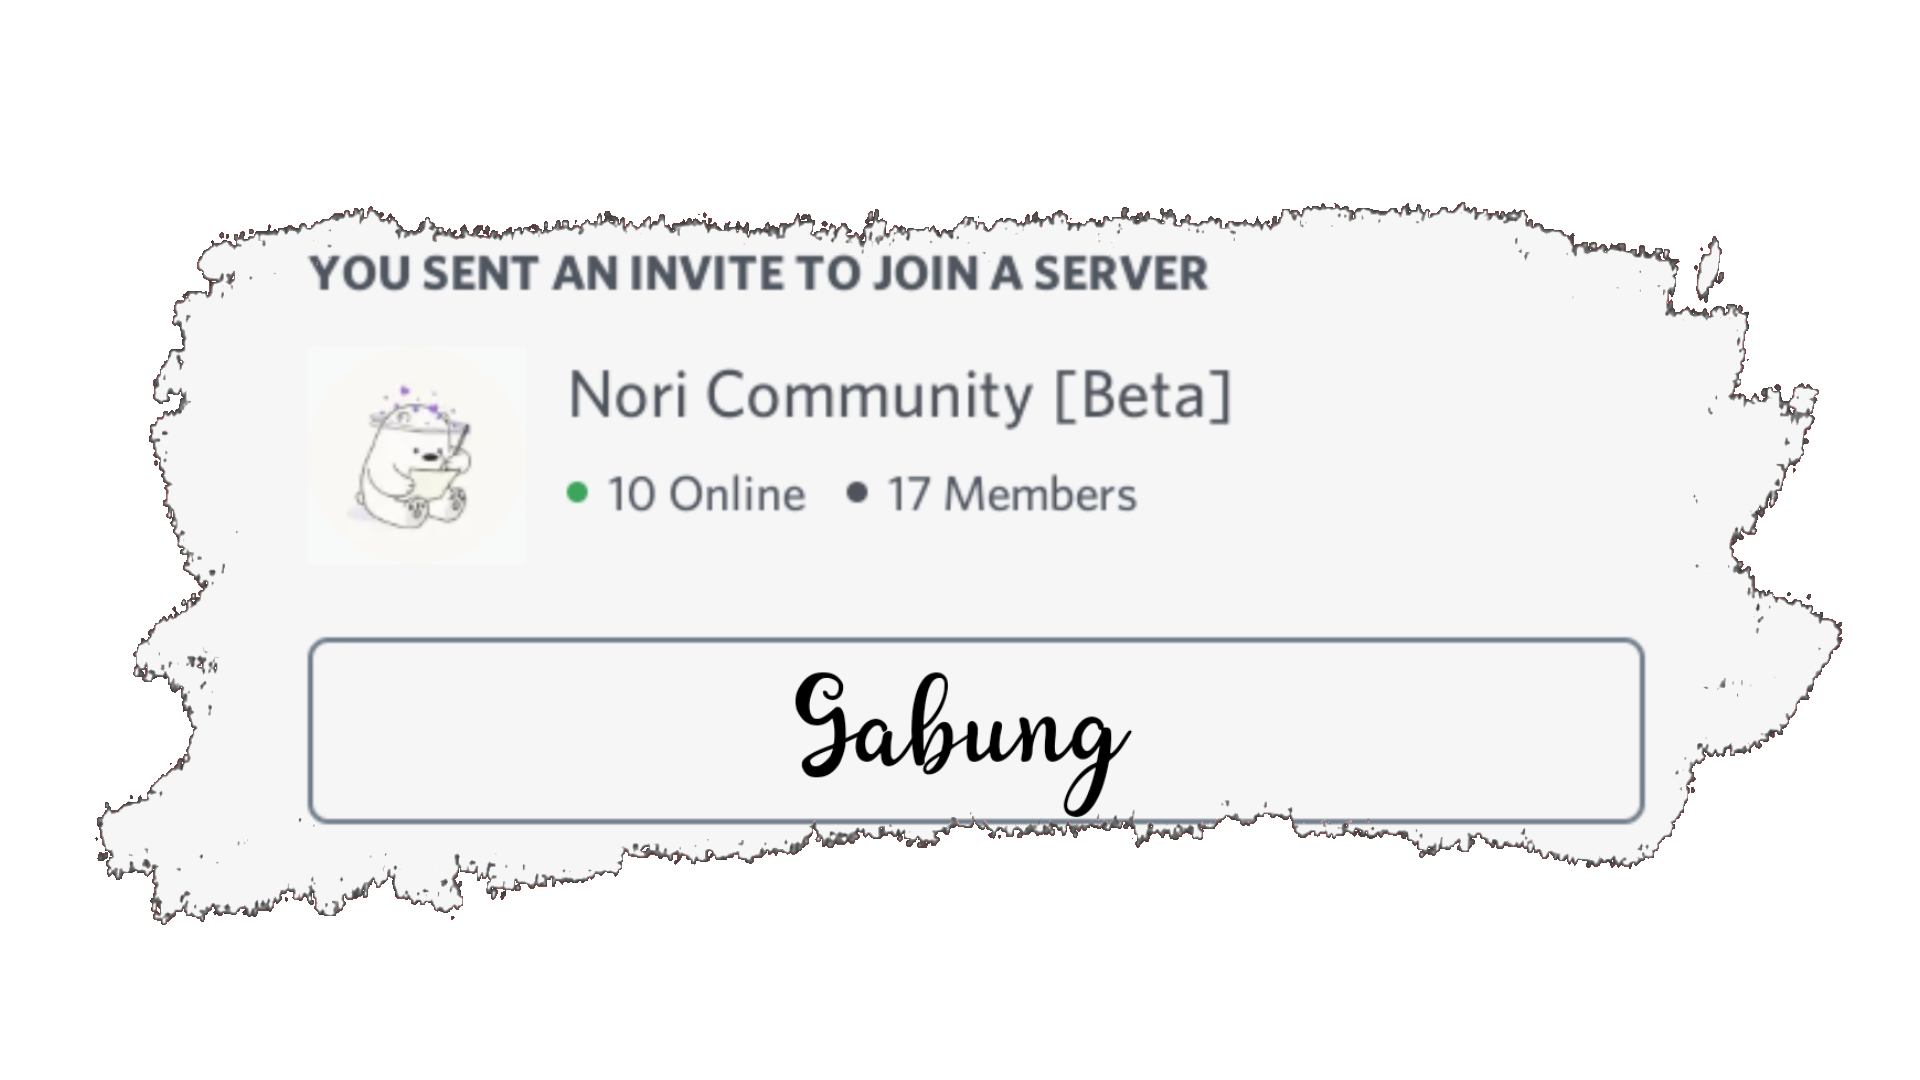 YOU SENT AN INVITE TO JOIN A SERVER
Nori Community [Beta]
10 Online 17 Members
Gabung